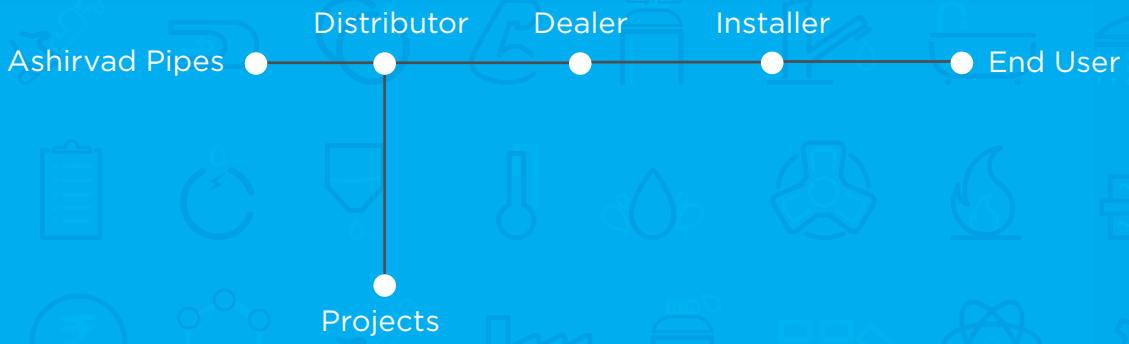 Distributor
Dealer
Installer
Ashirvad Pipes
End User
Projects